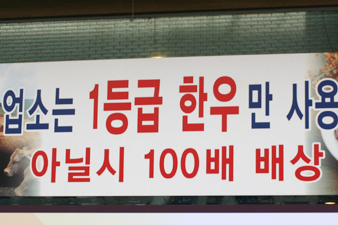 업소는 1등급 한우만 사용
아닐시 100배 배상